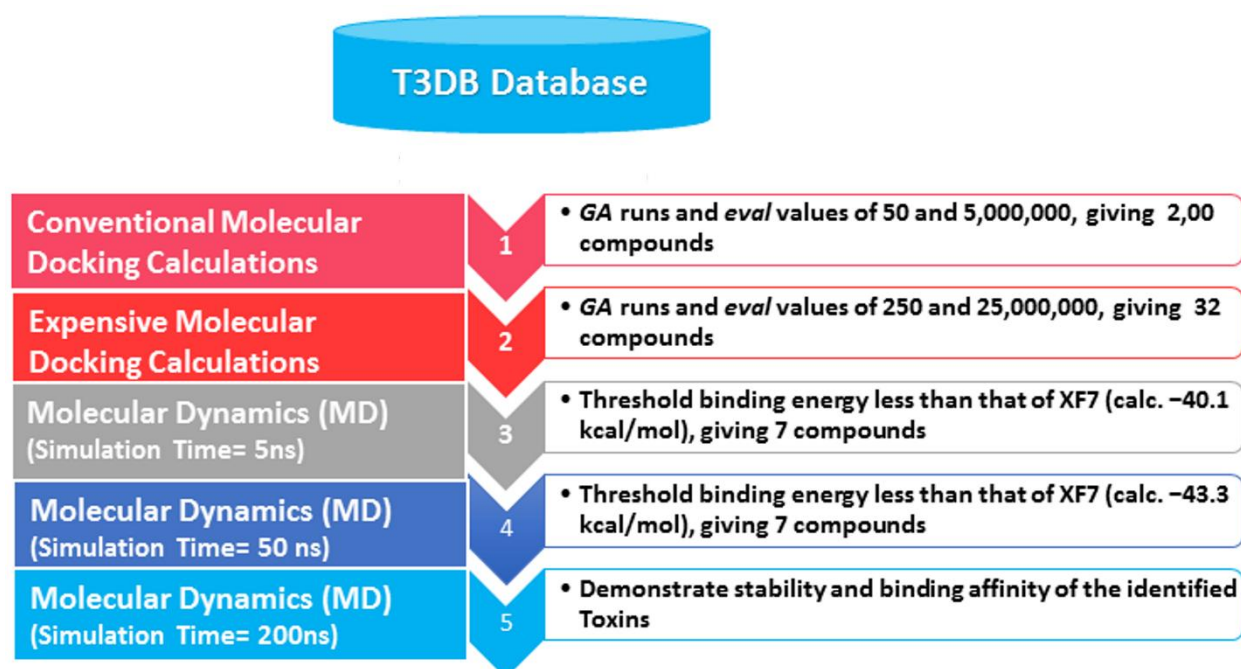 T3DB Database
Conventional Molecular
Docking Calculations
1
• GA runs and eval values of 50 and 5,000,000, giving 2,00
compounds
Expensive Molecular
Docking Calculations
2
• GA runs and eval values of 250 and 25,000,000, giving 32
compounds
Molecular Dynamics (MD)
(Simulation Time= 5ns)
3
• Threshold binding energy less than that of XF7 (calc. −40.1
kcal/mol), giving 7 compounds
Molecular Dynamics (MD)
(Simulation Time= 50 ns)
4
• Threshold binding energy less than that of XF7 (calc. −43.3
kcal/mol), giving 7 compounds
Molecular Dynamics (MD)
(Simulation Time= 200ns)
5
• Demonstrate stability and binding affinity of the identified
Toxins